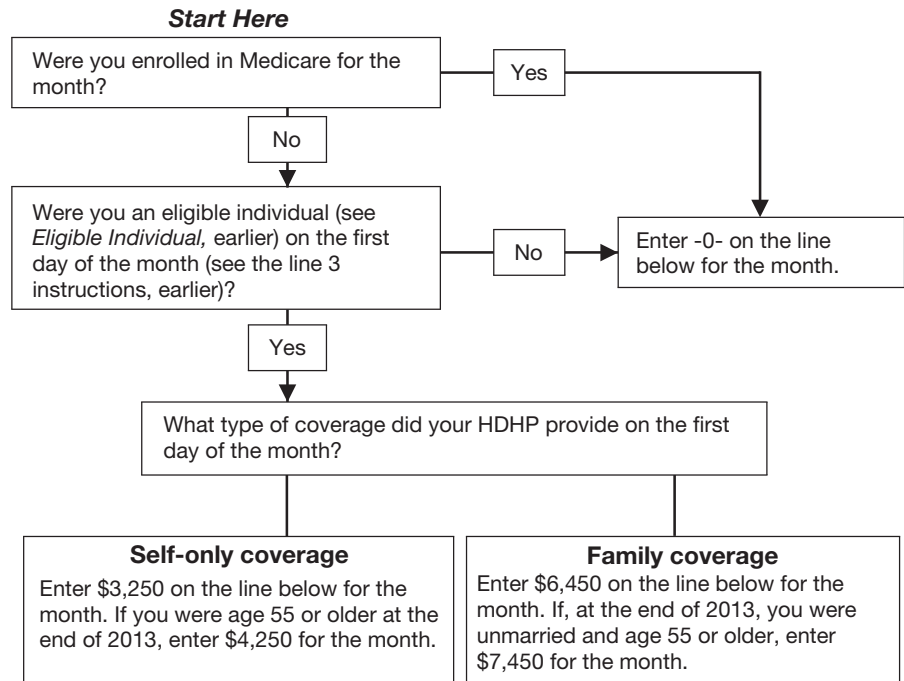 Start Here
Were you enrolled in Medicare for the
month?
Yes
No
Were you an eligible individual (see
Eligible Individual, earlier) on the first
day of the month (see the line 3
instructions, earlier)?
No
Enter -0- on the line
below for the month.
Yes
What type of coverage did your HDHP provide on the first
day of the month?
Self-only coverage
Enter $3,250 on the line below for the
month. If you were age 55 or older at the
end of 2013, enter $4,250 for the month.
Family coverage
Enter $6,450 on the line below for the
month. If, at the end of 2013, you were
unmarried and age 55 or older, enter
$7,450 for the month.